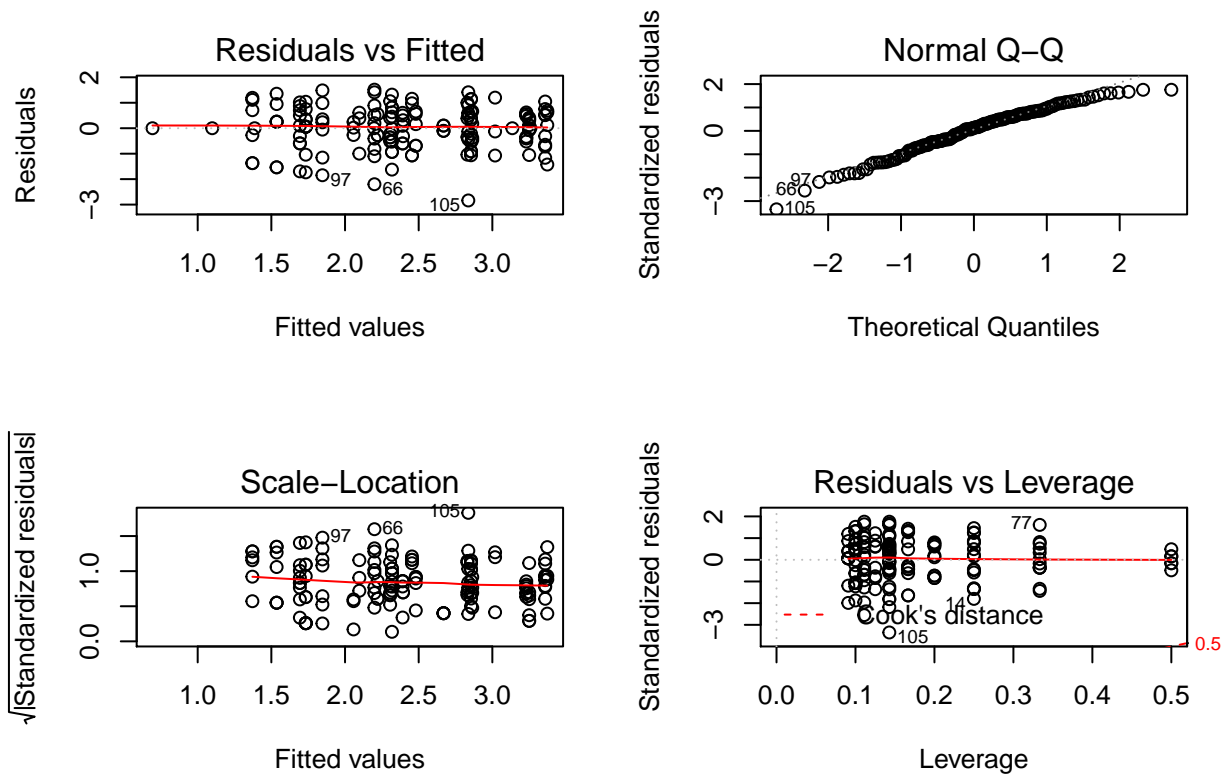 Residuals vs Fitted
Residuals
2
0
−3
97
66
105
1.0 1.5 2.0 2.5 3.0
Fitted values
Normal Q−Q
Standardized residuals
2
0
−3
97
66
105
−2 −1 0 1 2
Theoretical Quantiles
Scale−Location
√|Standardized residuals|
1.0
0.0
105
66
97
1.0 1.5 2.0 2.5 3.0
Fitted values
Residuals vs Leverage
Standardized residuals
2
0
−3
77
14
Cook's distance
105
0.5
0.0 0.1 0.2 0.3 0.4 0.5
Leverage